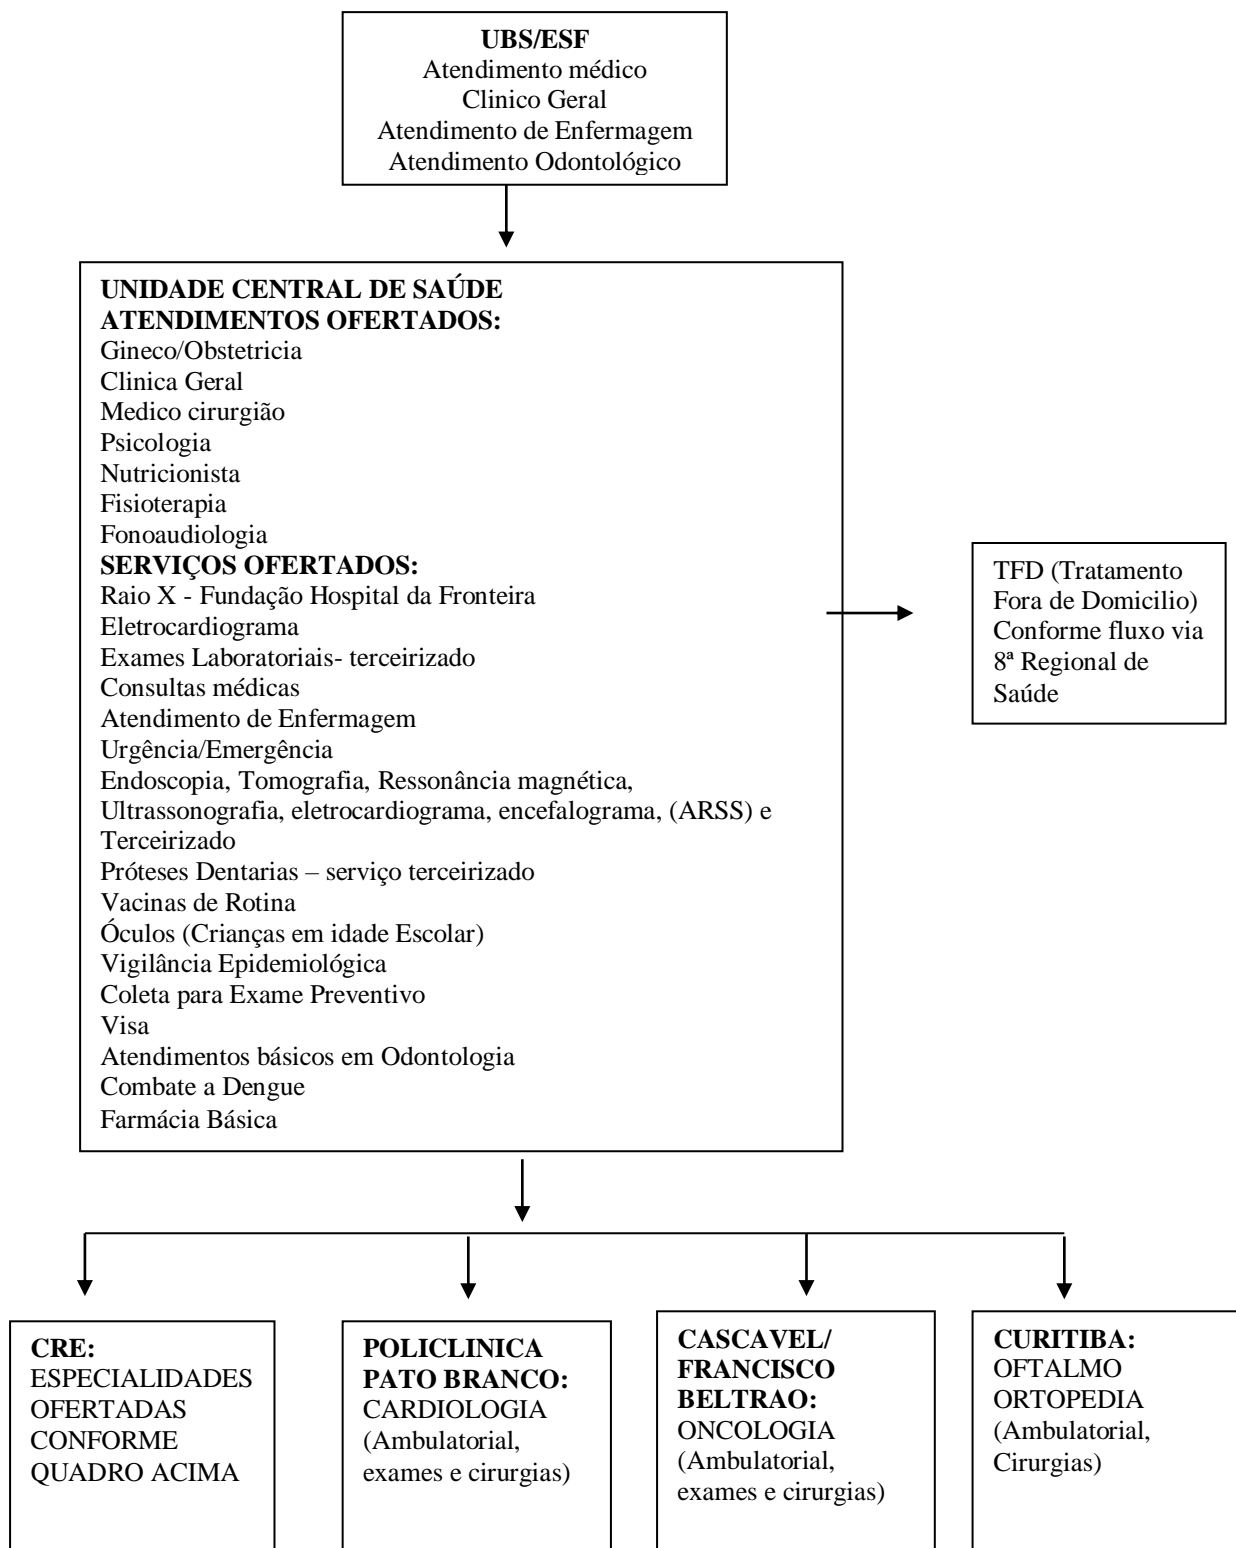 UBS/ESF
Atendimento médico
Clinico Geral
Atendimento de Enfermagem
Atendimento Odontológico
UNIDADE CENTRAL DE SAÚDE
ATENDIMENTOS OFERTADOS:
Gineco/Obstetricia
Clinica Geral
Medico cirurgião
Psicologia
Nutricionista
Fisioterapia
Fonoaudiologia
SERVIÇOS OFERTADOS:
Raio X - Fundação Hospital da Fronteira
Eletrocardiograma
Exames Laboratoriais- terceirizado
Consultas médicas
Atendimento de Enfermagem
Urgência/Emergência
Endoscopia, Tomografia, Ressonância magnética,
Ultrassonografia, eletrocardiograma, encefalograma, (ARSS) e
Terceirizado
Próteses Dentarias – serviço terceirizado
Vacinas de Rotina
Óculos (Crianças em idade Escolar)
Vigilância Epidemiológica
Coleta para Exame Preventivo
Visa
Atendimentos básicos em Odontologia
Combate a Dengue
Farmácia Básica
TFD (Tratamento
Fora de Domicilio)
Conforme fluxo via
8ª Regional de
Saúde
CRE:
ESPECIALIDADES
OFERTADAS
CONFORME
QUADRO ACIMA
POLICLINICA
PATO BRANCO:
CARDIOLOGIA
(Ambulatorial,
exames e cirurgias)
CASCAVEL/
FRANCISCO
BELTRAO:
ONCOLOGIA
(Ambulatorial,
exames e cirurgias)
CURITIBA:
OFTALMO
ORTOPEDIA
(Ambulatorial,
Cirurgias)